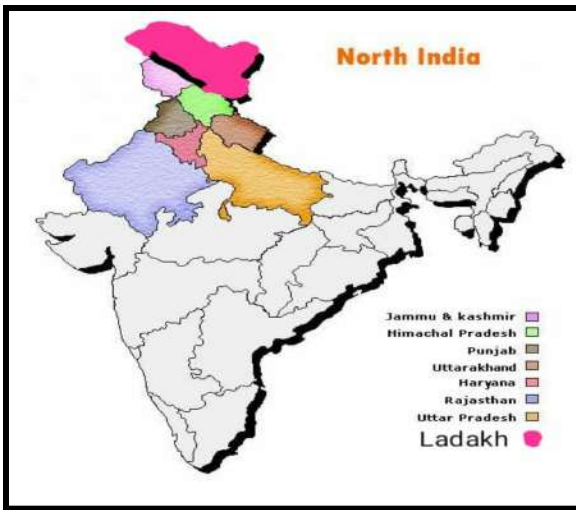 North India
Jammu & kashmir
Himachal Pradesh
Punjab
Uttarakhand
Haryana
Rajasthan
Uttar Pradesh
Ladakh